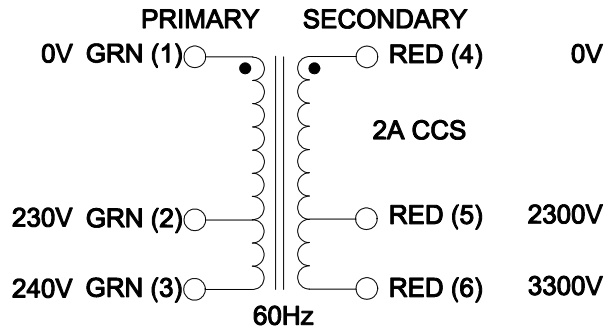 PRIMARY SECONDARY
0V GRN (1) RED (4) 0V
2A CCS
230V GRN (2) RED (5) 2300V
240V GRN (3) RED (6) 3300V
60Hz